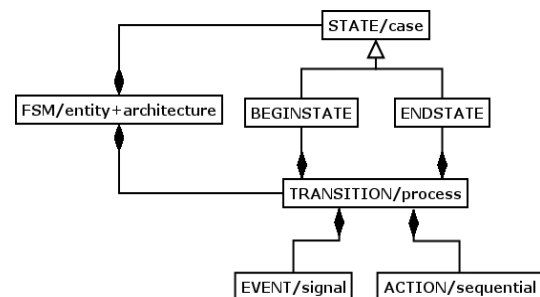 STATE/case
FSM/entity+architecture
BEGINSTATE
ENDSTATE
TRANSITION/process
EVENT/signal
ACTION/sequential